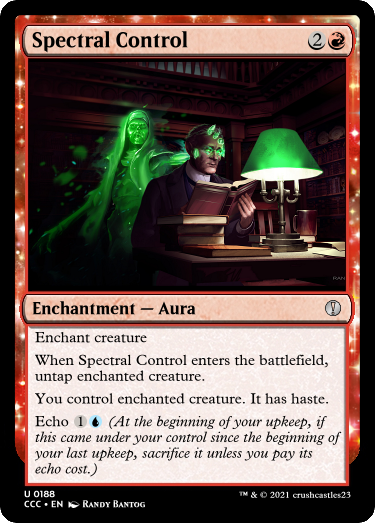 Spectral Control 2
RAN
Enchantment — Aura
Enchant creature
When Spectral Control enters the battlefield,
untap enchanted creature.
You control enchanted creature. It has haste.
Echo 1 (At the beginning of your upkeep, if
this came under your control since the beginning of
your last upkeep, sacrifice it unless you pay its
echo cost.)
U 0188
CCC • EN Randy Bantog
™ & © 2021 crushcastles23